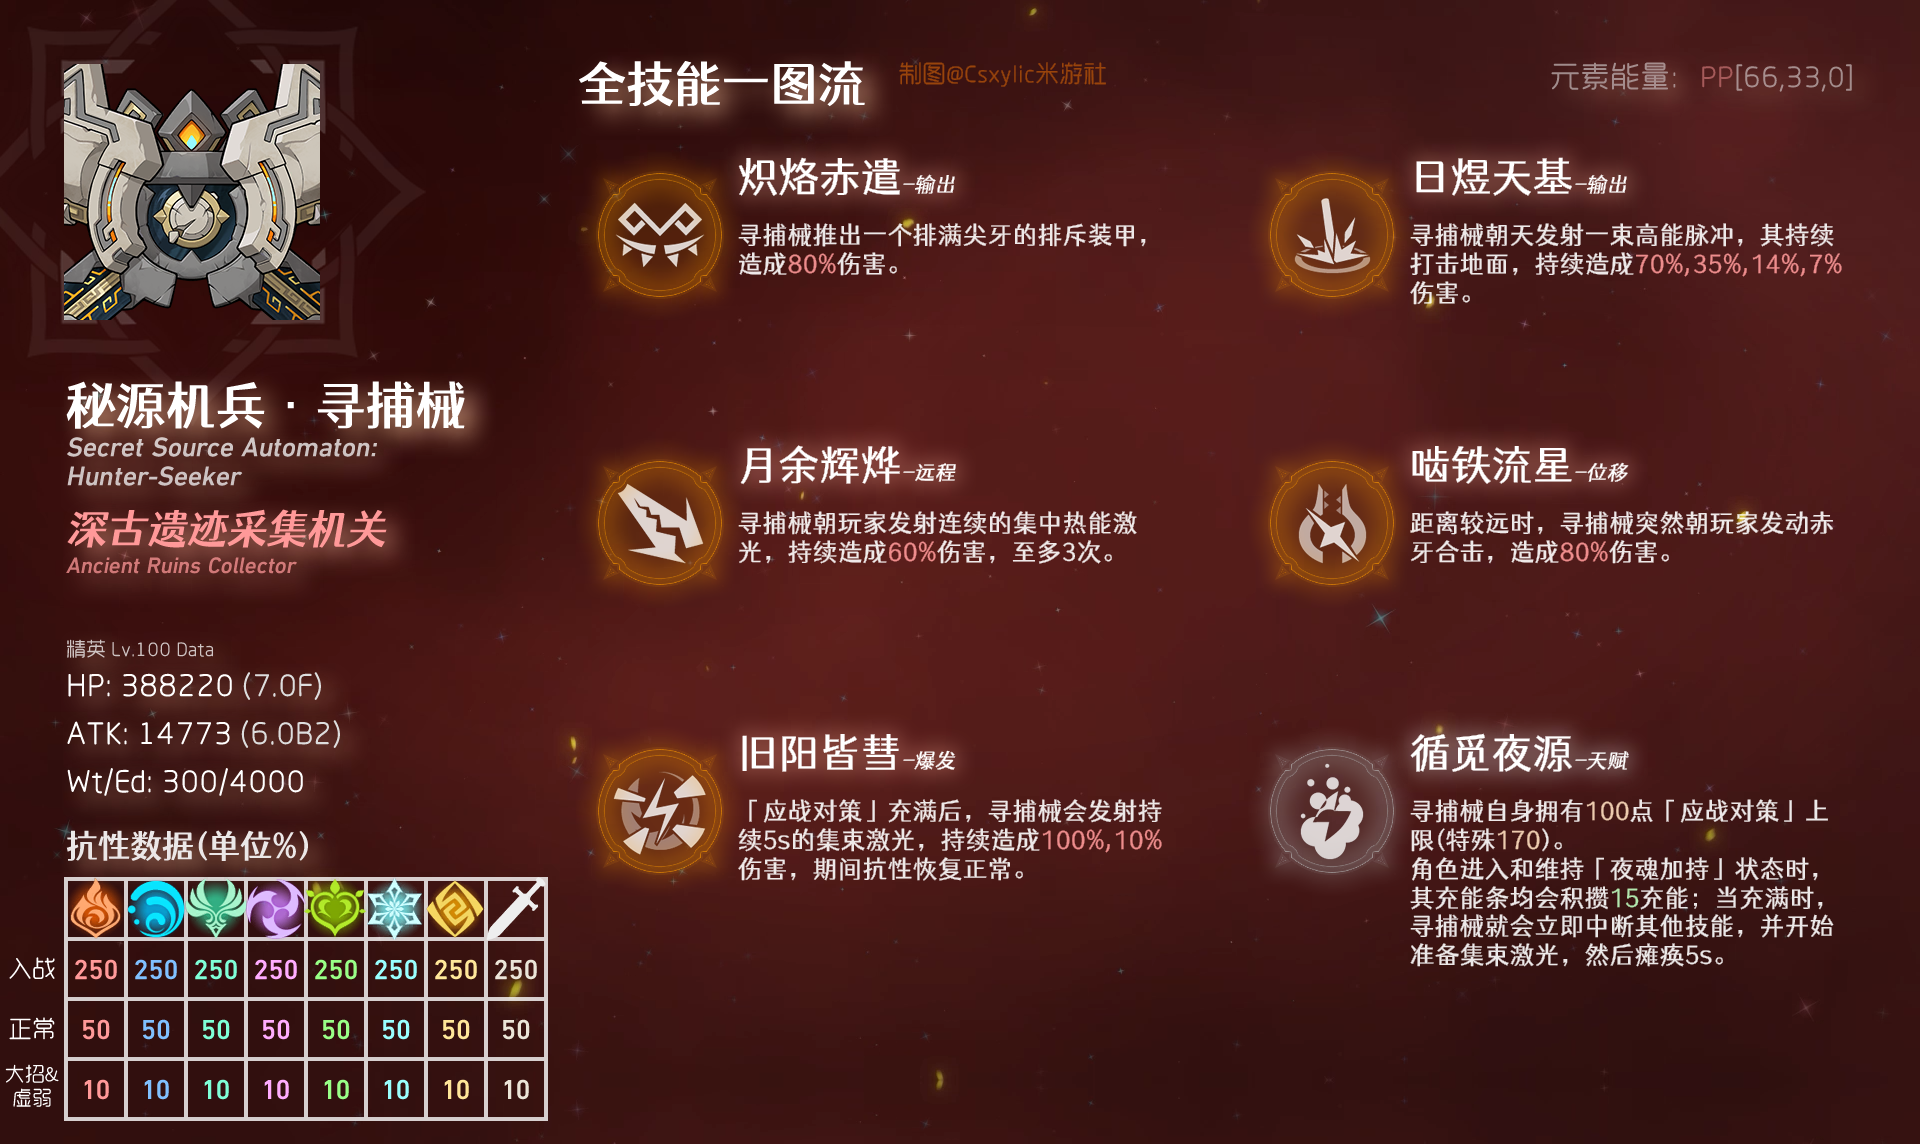 全技能一图流
制图@Csxylic米游社
元素能量: PP[66,33,0]
秘源机兵 · 寻捕械
Secret Source Automaton:
Hunter-Seeker
深古遗迹采集机关
Ancient Ruins Collector
精英 Lv.100 Data
HP: 388220 (7.0F)
ATK: 14773 (6.0B2)
Wt/Ed: 300/4000
抗性数据(单位%)
入战 250 250 250 250 250 250 250 250
正常 50 50 50 50 50 50 50 50
大招&
虚弱 10 10 10 10 10 10 10 10
炽烙赤遣-输出
寻捕械推出一个排满尖牙的排斥装甲，
造成80%伤害。
日煜天基-输出
寻捕械朝天发射一束高能脉冲，其持续
打击地面，持续造成70%,35%,14%,7%
伤害。
月余辉烨-远程
寻捕械朝玩家发射连续的集中热能激
光，持续造成60%伤害，至多3次。
啮铁流星-位移
距离较远时，寻捕械突然朝玩家发动赤
牙合击，造成80%伤害。
旧阳皆彗-爆发
「应战对策」充满后，寻捕械会发射持
续5s的集束激光，持续造成100%,10%
伤害，期间抗性恢复正常。
循觅夜源-天赋
寻捕械自身拥有100点「应战对策」上
限(特殊170)。
角色进入和维持「夜魂加持」状态时，
其充能条均会积攒15充能；当充满时，
寻捕械就会立即中断其他技能，并开始
准备集束激光，然后瘫痪5s。